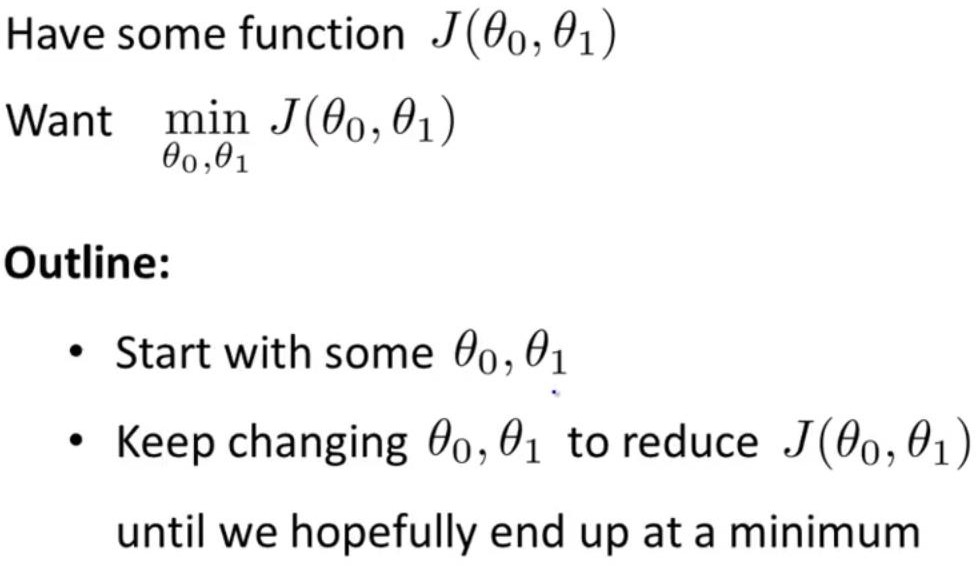 Have some function J(θ₀, θ₁)
Want min J(θ₀, θ₁)
θ₀,θ₁
Outline:
• Start with some θ₀, θ₁
• Keep changing θ₀, θ₁ to reduce J(θ₀, θ₁)
until we hopefully end up at a minimum